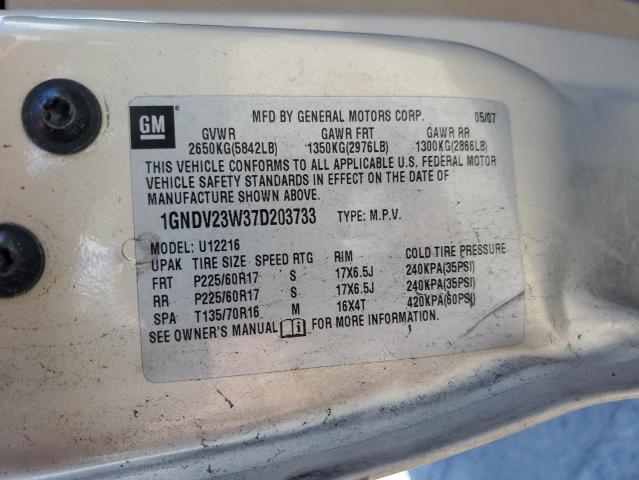 GM
MFD BY GENERAL MOTORS CORP. 05/07
GVWR GAWR FRT GAWR RR
2650KG(5842LB) 1350KG(2976LB) 1300KG(2866LB)
THIS VEHICLE CONFORMS TO ALL APPLICABLE U.S. FEDERAL MOTOR
VEHICLE SAFETY STANDARDS IN EFFECT ON THE DATE OF
MANUFACTURE SHOWN ABOVE.
1GNDV23W37D203733 TYPE: M.P.V.
MODEL: U12216
UPAK TIRE SIZE SPEED RTG RIM COLD TIRE PRESSURE
FRT P225/60R17 S 17X6.5J 240KPA(35PSI)
RR P225/60R17 S 17X6.5J 240KPA(35PSI)
SPA T135/70R16 M 16X4T 420KPA(60PSI)
SEE OWNER'S MANUAL i FOR MORE INFORMATION.